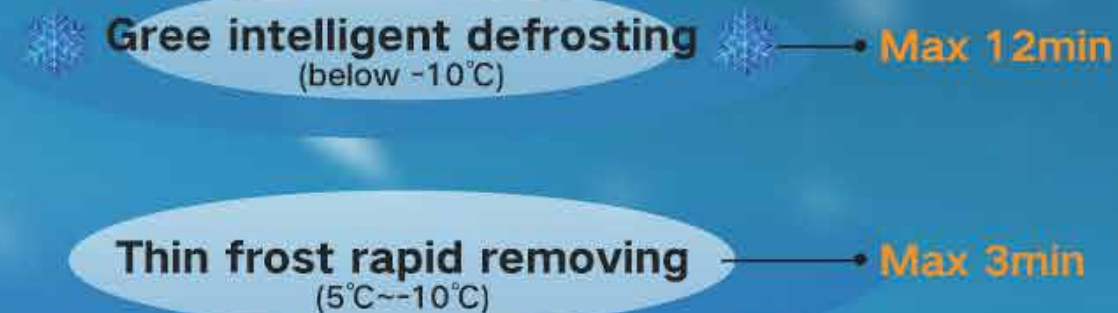 Gree intelligent defrosting
Max 12min
(below -10℃)
Thin frost rapid removing
Max 3min
(5℃~-10℃)